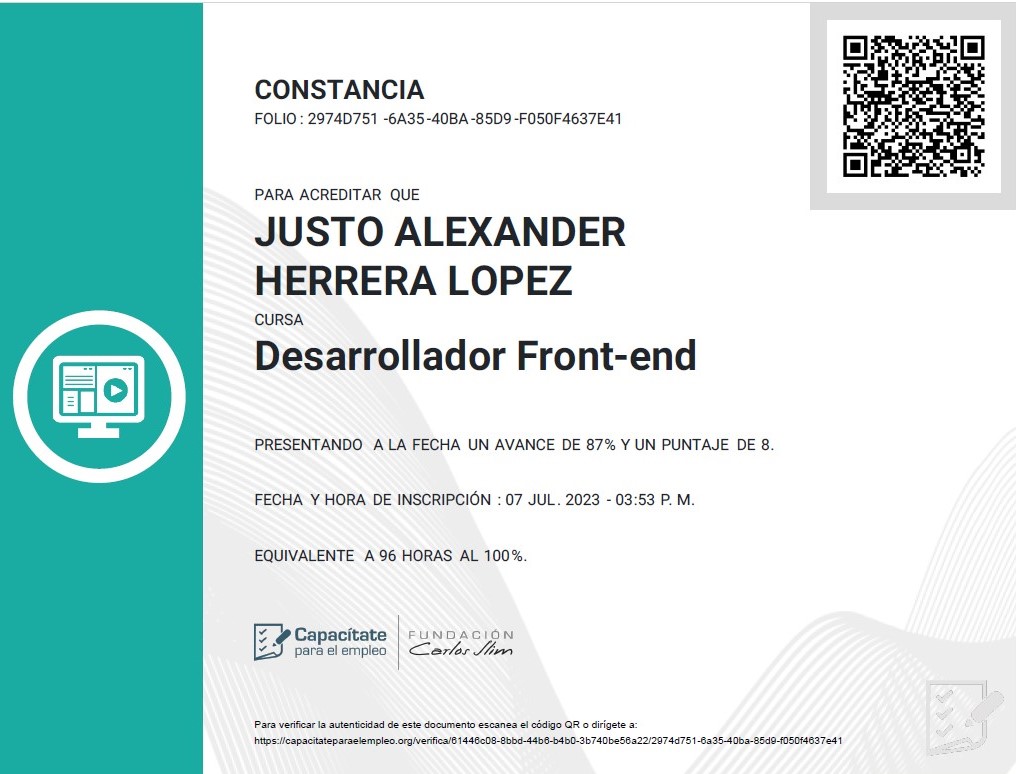 CONSTANCIA
FOLIO : 2974D751 -6A35-40BA-85D9-F050F4637E41
PARA ACREDITAR QUE
JUSTO ALEXANDER
HERRERA LOPEZ
CURSA
Desarrollador Front-end
PRESENTANDO A LA FECHA UN AVANCE DE 87% Y UN PUNTAJE DE 8.
FECHA Y HORA DE INSCRIPCIÓN : 07 JUL. 2023 - 03:53 P. M.
EQUIVALENTE A 96 HORAS AL 100%.
Capacítate
para el empleo
FUNDACIÓN
Carlos Slim
Para verificar la autenticidad de este documento escanea el código QR o dirígete a:
https://capacitateparaelempleo.org/verifica/61446c08-8bbd-44b6-b4b0-3b740be56a22/2974d751-6a35-40ba-85d9-f050f4637e41